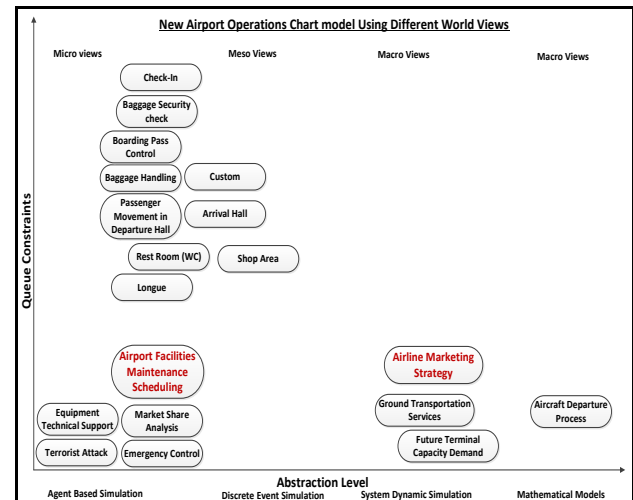 New Airport Operations Chart model Using Different World Views
Micro views
Meso Views
Macro Views
Macro Views
Check-In
Baggage Security
check
Boarding Pass
Control
Baggage Handling
Custom
Passenger
Movement in
Departure Hall
Arrival Hall
Rest Room (WC)
Shop Area
Longue
Queue Constraints
Airport Facilities
Maintenance
Scheduling
Airline Marketing
Strategy
Equipment
Technical Support
Market Share
Analysis
Ground Transportation
Services
Aircraft Departure
Process
Terrorist Attack
Emergency Control
Future Terminal
Capacity Demand
Abstraction Level
Agent Based Simulation
Discrete Event Simulation
System Dynamic Simulation
Mathematical Models